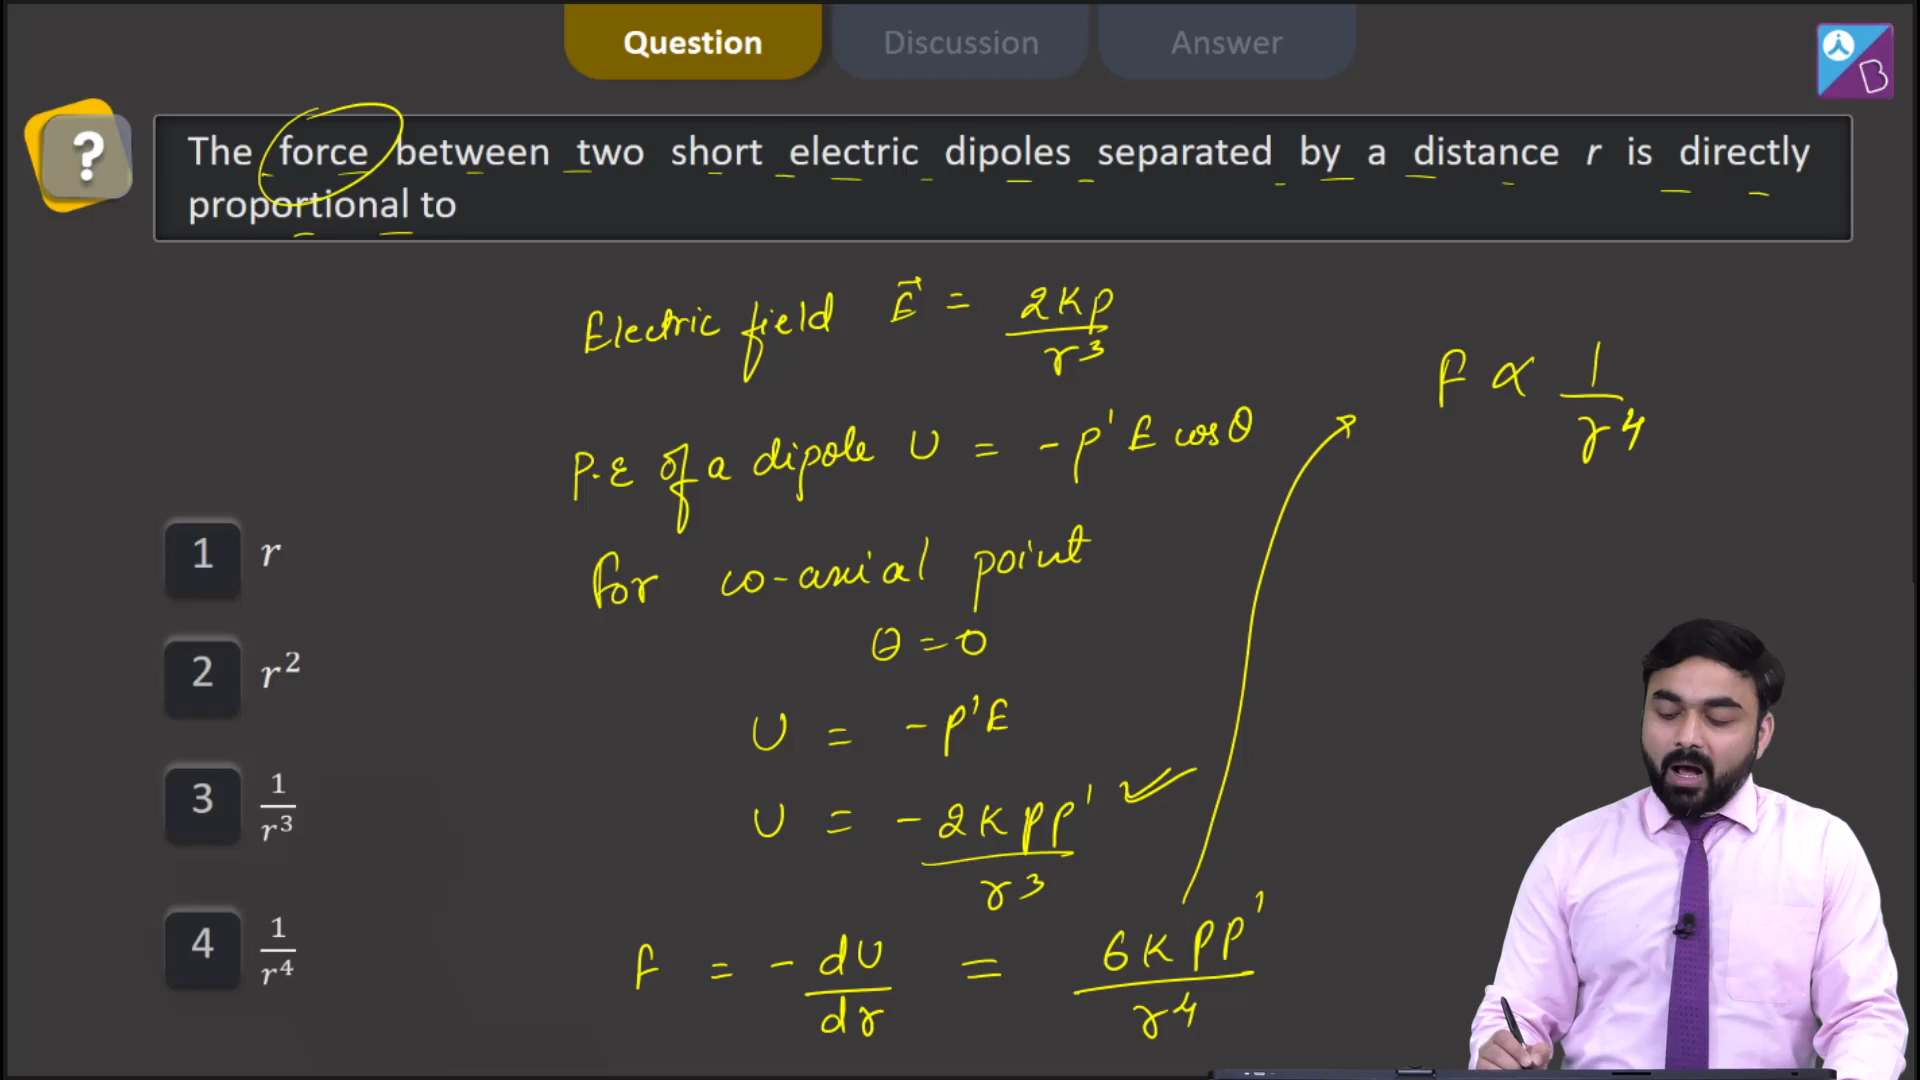 Question
Discussion
Answer
B
?
The force between two short electric dipoles separated by a distance r is directly
proportional to
Electric field E⃗ = 2Kp/r³
P.E of a dipole U = -p' E cosθ
For co-axial point
θ = 0
U = -p'E
U = -2Kpp'/r³
F = -dU/dr = 6Kpp'/r⁴
F ∝ 1/r⁴
1 r
2 r²
3 1/r³
4 1/r⁴